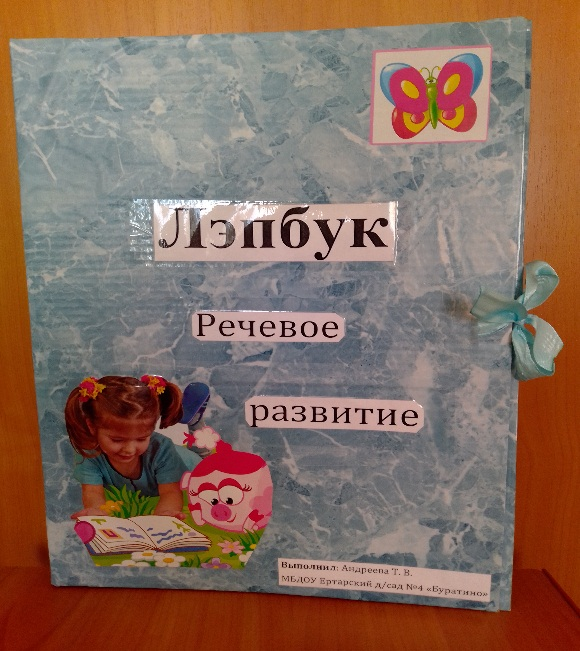 Лэпбук
Речевое
развитие
Выполнил: Андреева Т. В.
МБДОУ Ертарский д/сад №4 «Буратино»